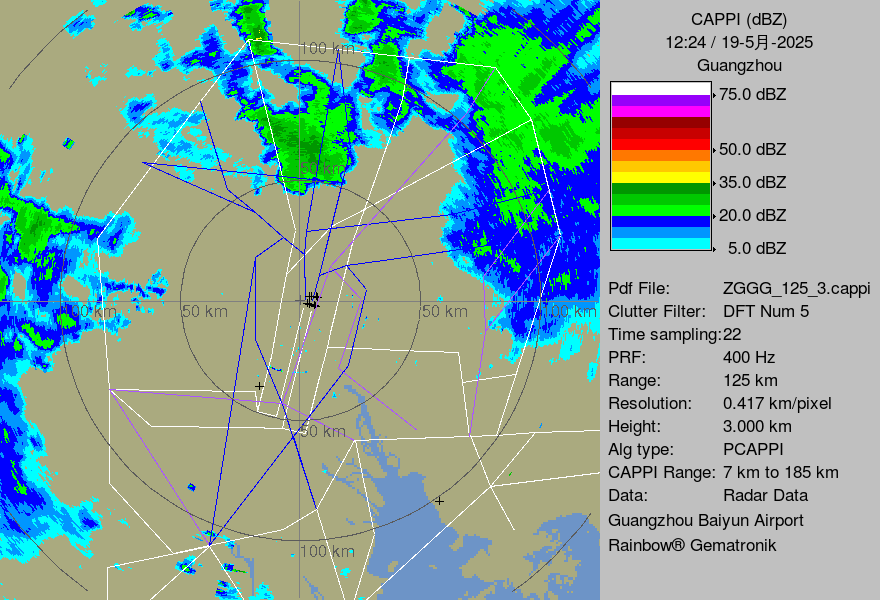 CAPPI (dBZ)
12:24 / 19-5月-2025
Guangzhou
75.0 dBZ
50.0 dBZ
35.0 dBZ
20.0 dBZ
5.0 dBZ
Pdf File: ZGGG_125_3.cappi
Clutter Filter: DFT Num 5
Time sampling:22
PRF: 400 Hz
Range: 125 km
Resolution: 0.417 km/pixel
Height: 3.000 km
Alg type: PCAPPI
CAPPI Range: 7 km to 185 km
Data: Radar Data
Guangzhou Baiyun Airport
Rainbow® Gematronik
100 km
50 km
100 km
50 km
50 km
100 km
50 km
100 km